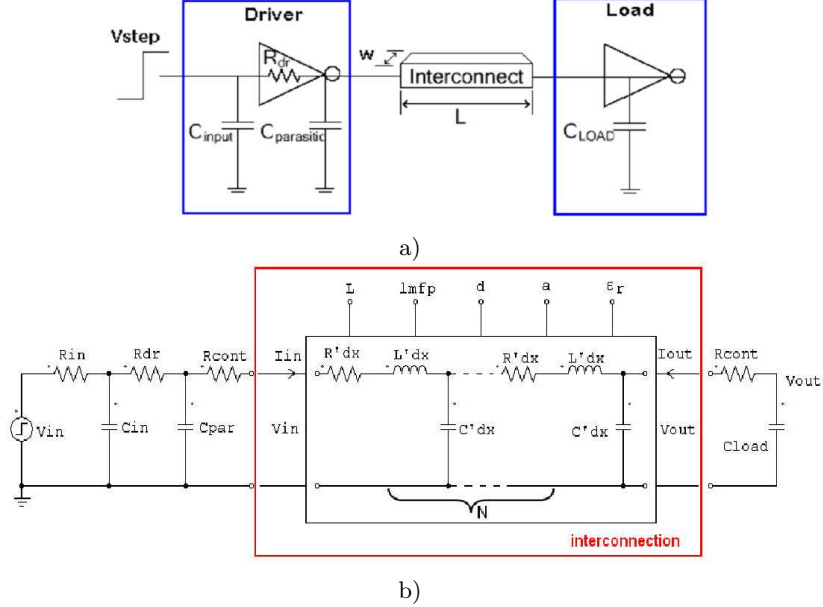 Driver
Load
Vstep
Rdr
w
Interconnect
L
Cinput
Cparasitic
CLOAD
a)
L lmfp d a εr
Rin Rdr Rcont Iin R'dx L'dx R'dx L'dx Iout Rcont
Vout
Vin Cin Cpar Vin C'dx C'dx Vout Cload
N
interconnection
b)